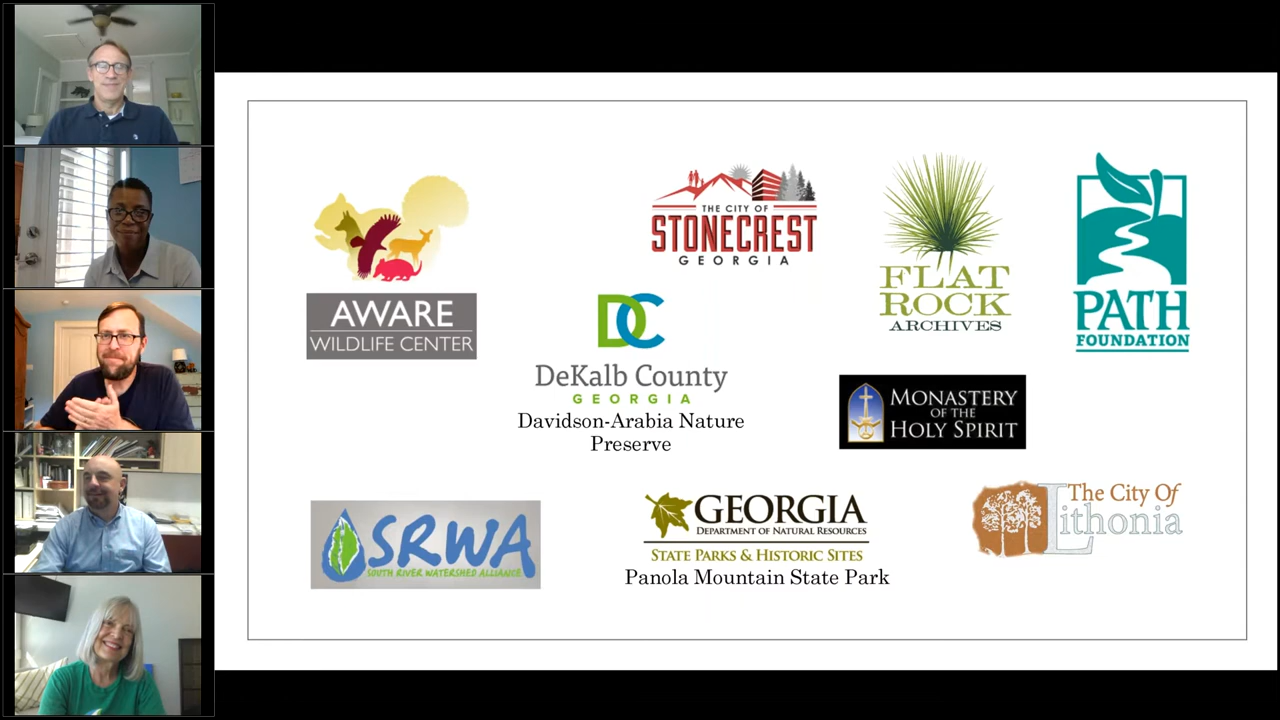 AWARE
WILDLIFE CENTER
THE CITY OF
STONECREST
GEORGIA
FLAT
ROCK
ARCHIVES
PATH
FOUNDATION
DC
DeKalb County
GEORGIA
Davidson-Arabia Nature
Preserve
MONASTERY
OF THE
HOLY SPIRIT
SRWA
SOUTH RIVER WATERSHED ALLIANCE
GEORGIA
DEPARTMENT OF NATURAL RESOURCES
STATE PARKS & HISTORIC SITES
Panola Mountain State Park
The City Of
Lithonia